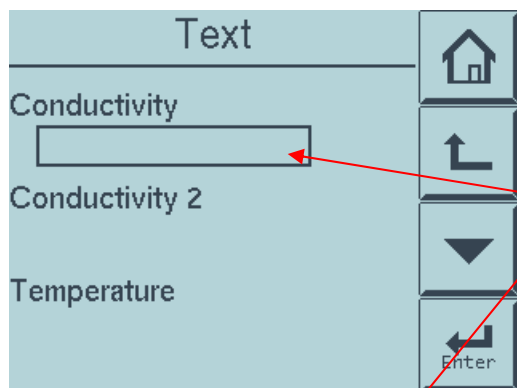 Text
Conductivity
Conductivity 2
Temperature
Enter